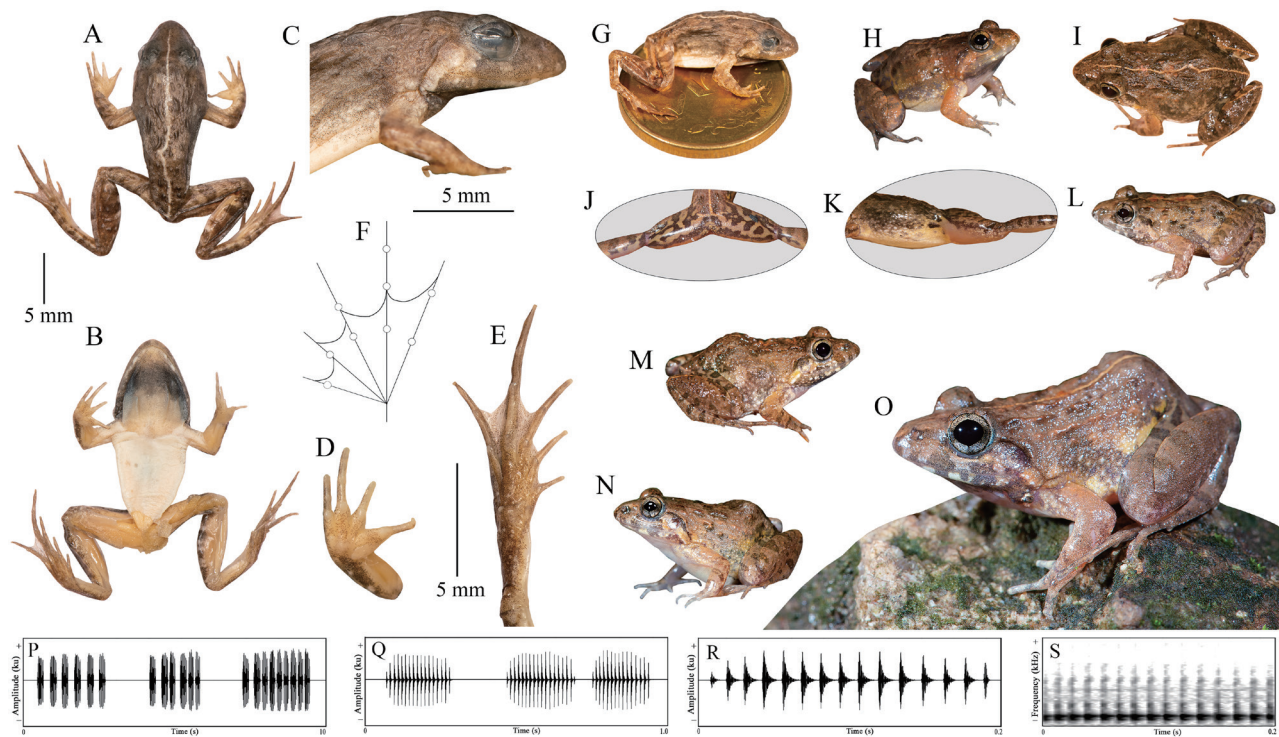 A
C
G
H
I
5 mm
J
K
L
F
5 mm
B
E
M
O
D
N
5 mm
P
Amplitude (ku)
– +
0
Time (s)
10
Q
Amplitude (ku)
– +
0
Time (s)
1.0
R
Amplitude (ku)
– +
0
Time (s)
0.2
S
Frequency (kHz)
– +
0
Time (s)
0.2